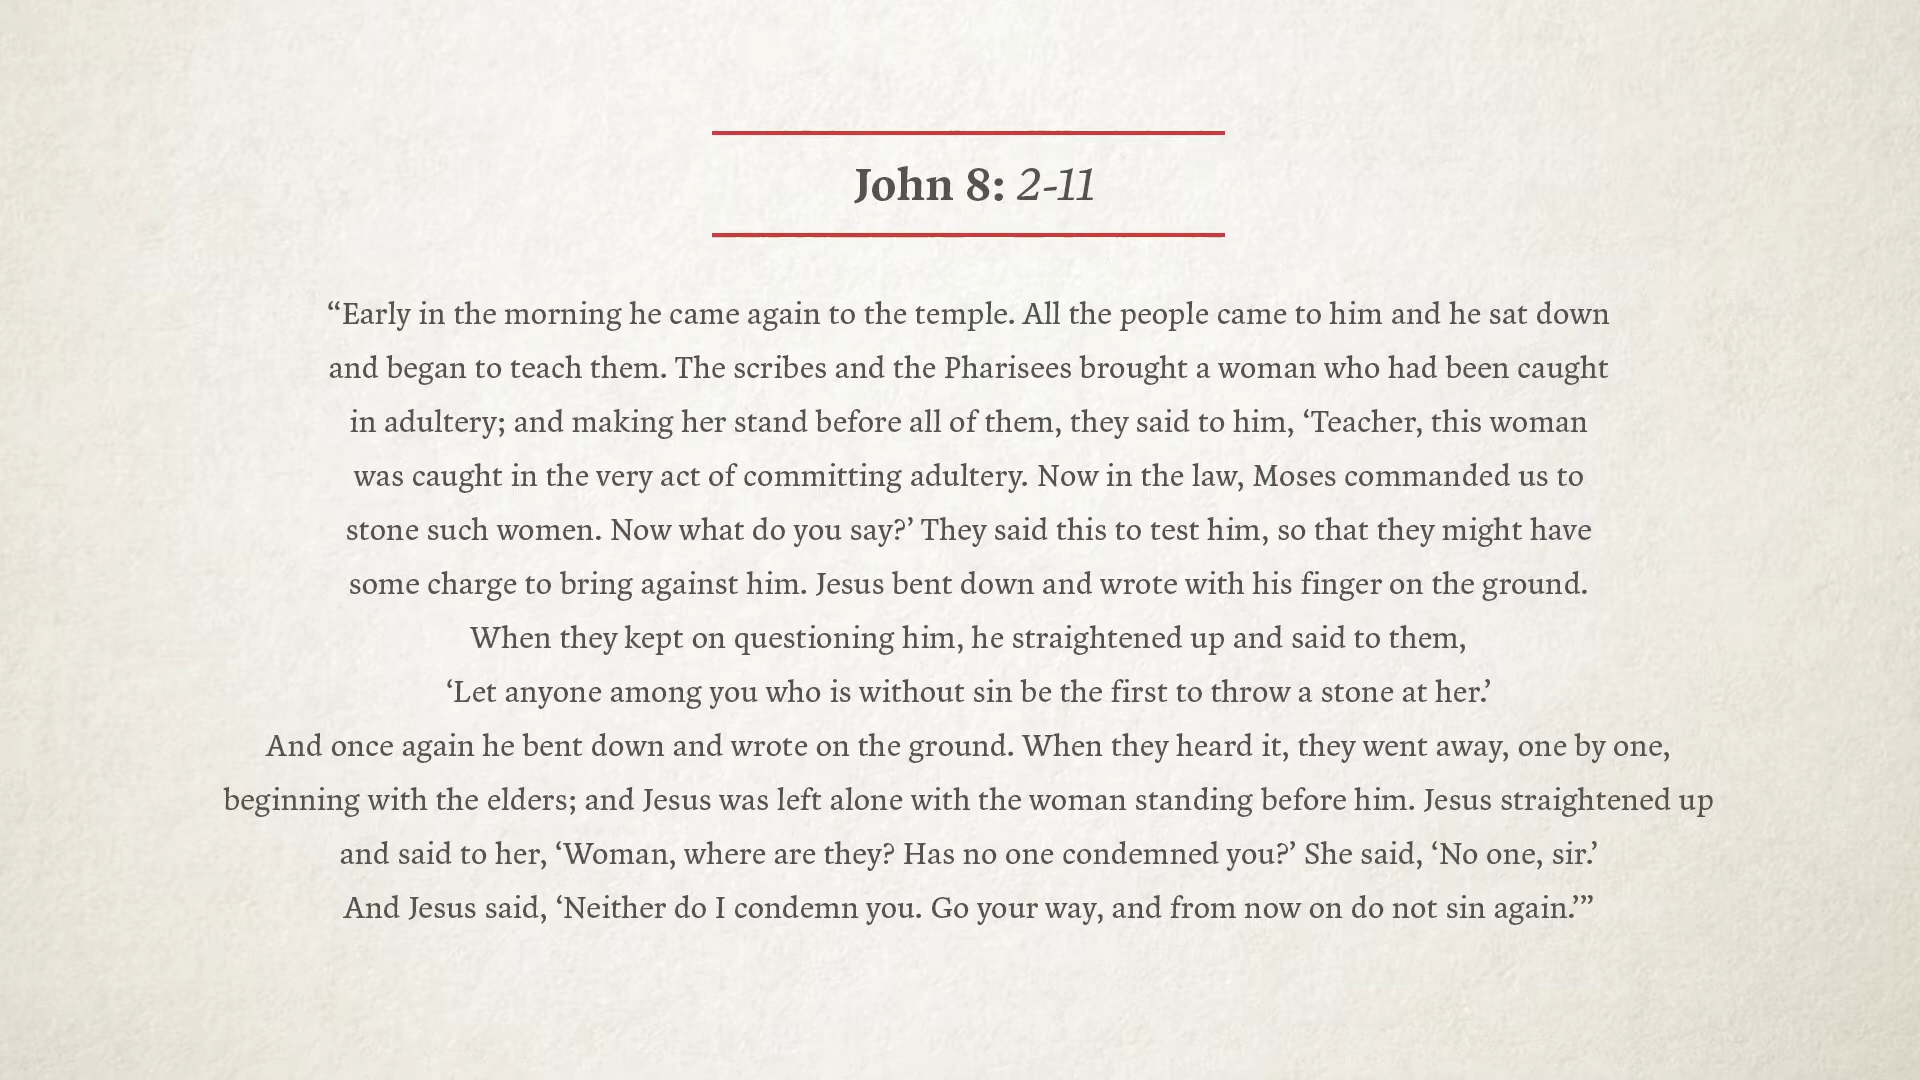 John 8: 2-11
“Early in the morning he came again to the temple. All the people came to him and he sat down
and began to teach them. The scribes and the Pharisees brought a woman who had been caught
in adultery; and making her stand before all of them, they said to him, ‘Teacher, this woman
was caught in the very act of committing adultery. Now in the law, Moses commanded us to
stone such women. Now what do you say?’ They said this to test him, so that they might have
some charge to bring against him. Jesus bent down and wrote with his finger on the ground.
When they kept on questioning him, he straightened up and said to them,
‘Let anyone among you who is without sin be the first to throw a stone at her.’
And once again he bent down and wrote on the ground. When they heard it, they went away, one by one,
beginning with the elders; and Jesus was left alone with the woman standing before him. Jesus straightened up
and said to her, ‘Woman, where are they? Has no one condemned you?’ She said, ‘No one, sir.’
And Jesus said, ‘Neither do I condemn you. Go your way, and from now on do not sin again.’”